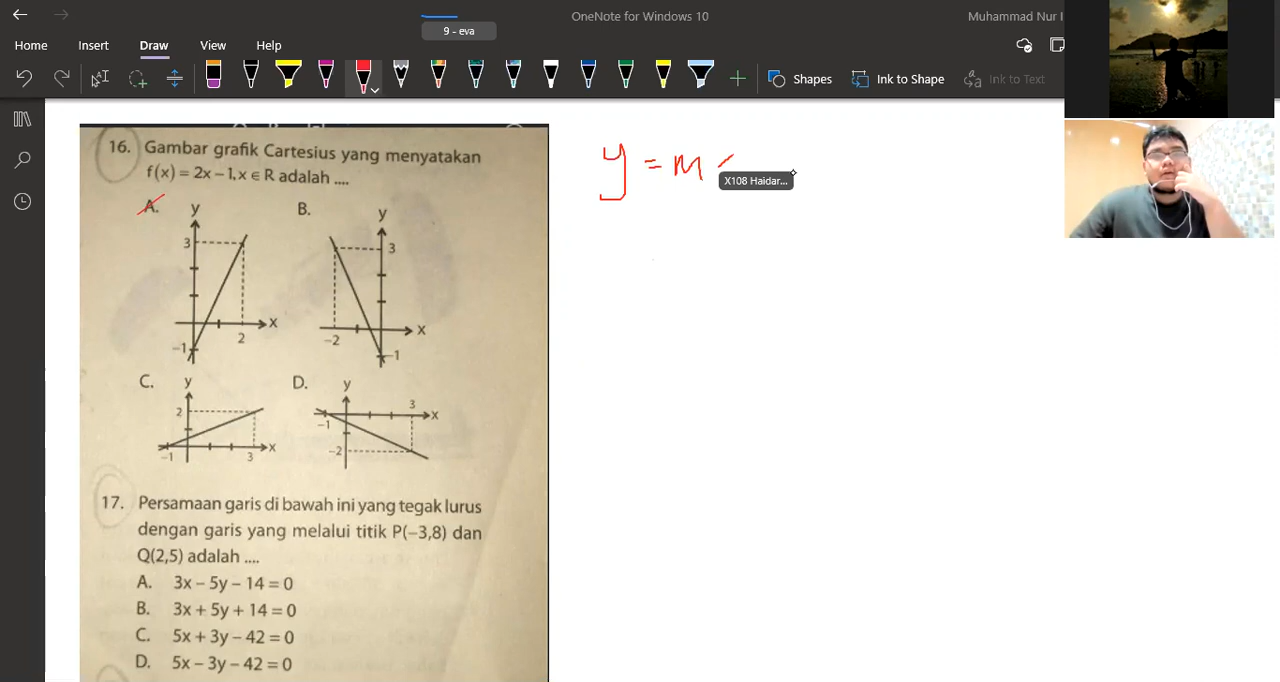 OneNote for Windows 10
Muhammad Nur I
9 - eva
Home Insert Draw View Help
Shapes Ink to Shape Ink to Text
16. Gambar grafik Cartesius yang menyatakan
f(x) = 2x – 1, x ∈ R adalah ....
A. y
3
2
x
–1
B. y
3
–2
x
–1
C. y
2
–1
3
x
D. y
3
x
–1
–2
17. Persamaan garis di bawah ini yang tegak lurus
dengan garis yang melalui titik P(–3,8) dan
Q(2,5) adalah ....
A. 3x – 5y – 14 = 0
B. 3x + 5y + 14 = 0
C. 5x + 3y – 42 = 0
D. 5x – 3y – 42 = 0
y = m
X108 Haidar...